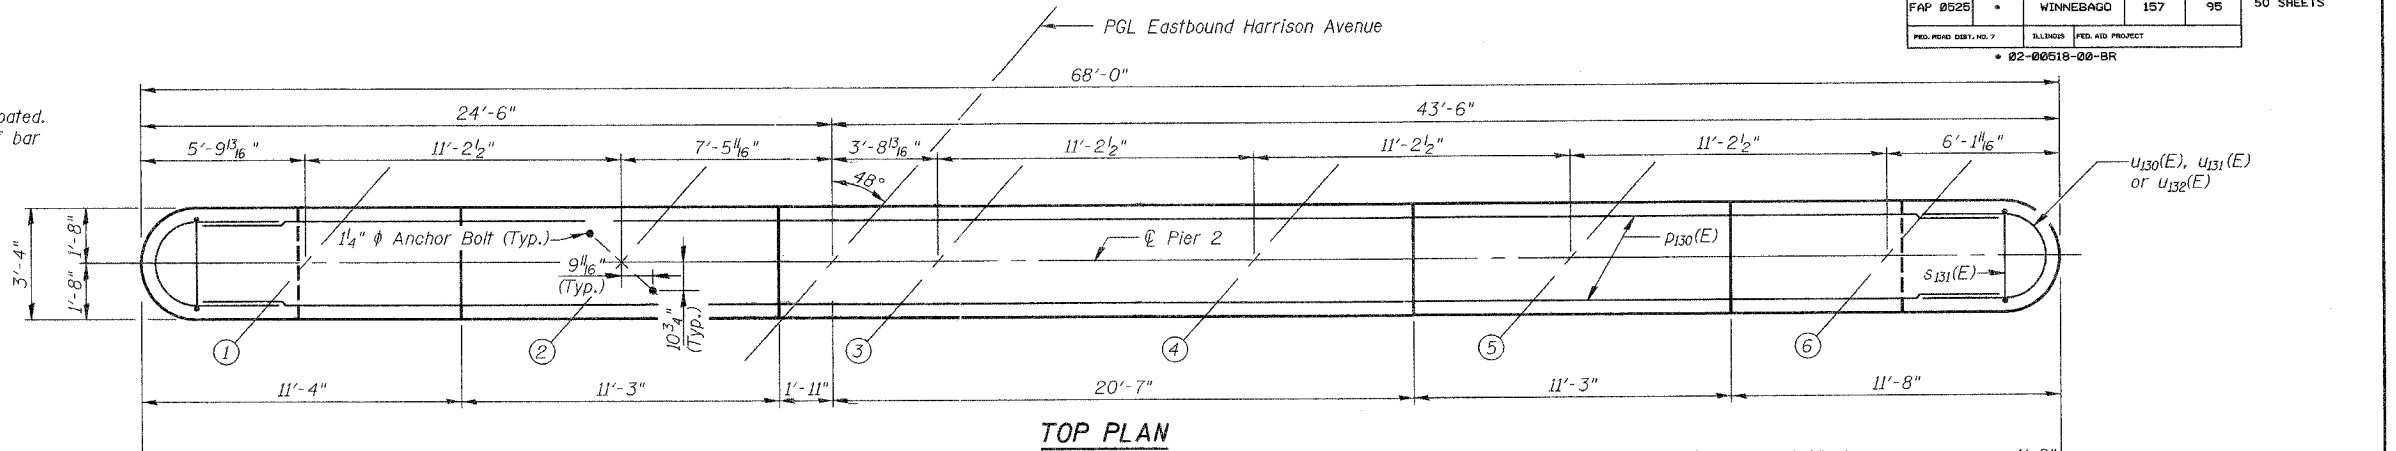 FAP 0525 • WINNEBAGO 157 95
50 SHEETS
FED. ROAD DIST. NO. 7 ILLINOIS FED. AID PROJECT
• 02-00518-00-BR
PGL Eastbound Harrison Avenue
68'-0"
24'-6" 43'-6"
bar
5'-9 13/16" 11'-2 1/2" 7'-5 11/16" 3'-8 13/16" 11'-2 1/2" 11'-2 1/2" 11'-2 1/2" 6'-1 11/16"
48°
u130(E), u131(E)
or u132(E)
3'-4" 1'-8" 1'-8"
1 1/4" ϕ Anchor Bolt (Typ.)
℄ Pier 2
p130(E)
9 11/16"
(Typ.)
s131(E)
10 3/4"
(Typ.)
1 2 3 4 5 6
11'-4" 11'-3" 1'-11" 20'-7" 11'-3" 11'-8"
TOP PLAN